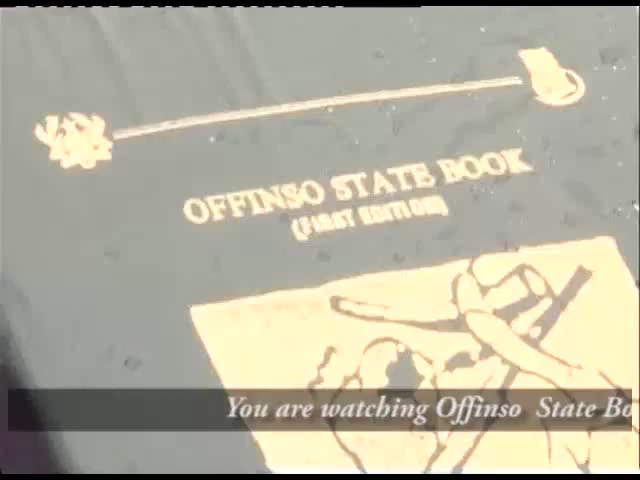 OFFINSO STATE BOOK
(FIRST EDITION)
You are watching Offinso State Bo